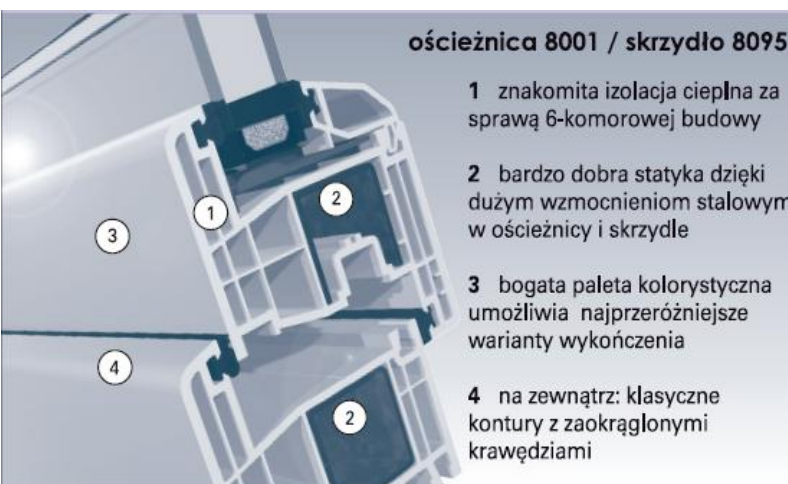 ościeżnica 8001 / skrzydło 8095
1 znakomita izolacja cieplna za
sprawą 6-komorowej budowy
2 bardzo dobra statyka dzięki
dużym wzmocnieniom stalowym
w ościeżnicy i skrzydle
3 bogata paleta kolorystyczna
umożliwia najprzeróżniejsze
warianty wykończenia
4 na zewnątrz: klasyczne
kontury z zaokrąglonymi
krawędziami
1
2
3
4
2